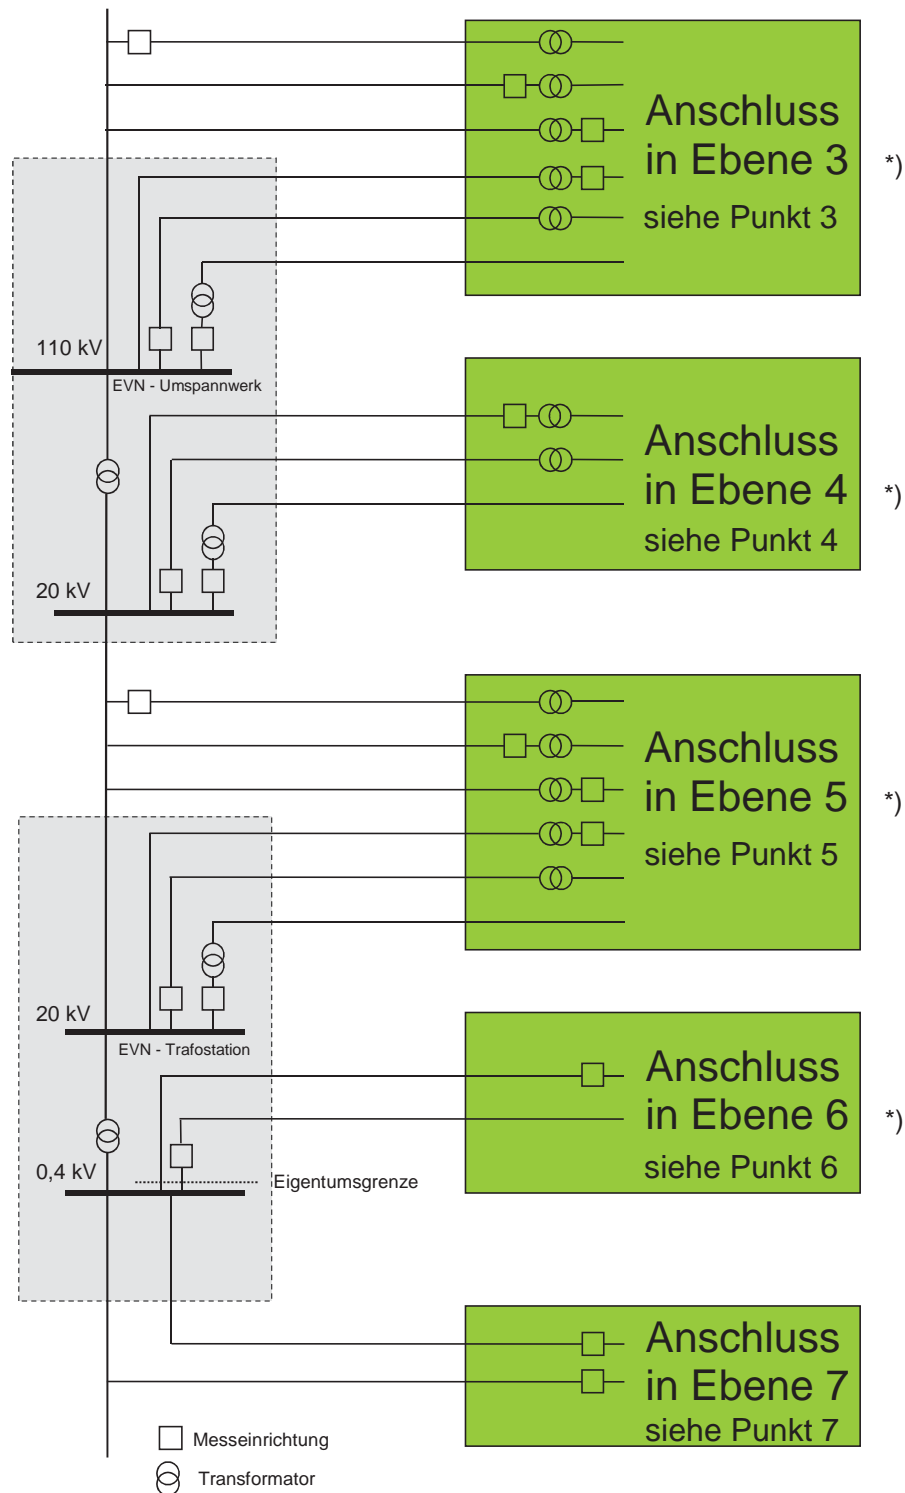 Anschluss
in Ebene 3
*)
siehe Punkt 3
110 kV
EVN - Umspannwerk
Anschluss
in Ebene 4
*)
siehe Punkt 4
20 kV
Anschluss
in Ebene 5
*)
siehe Punkt 5
20 kV
EVN - Trafostation
Anschluss
in Ebene 6
*)
siehe Punkt 6
0,4 kV
Eigentumsgrenze
Anschluss
in Ebene 7
siehe Punkt 7
Messeinrichtung
Transformator